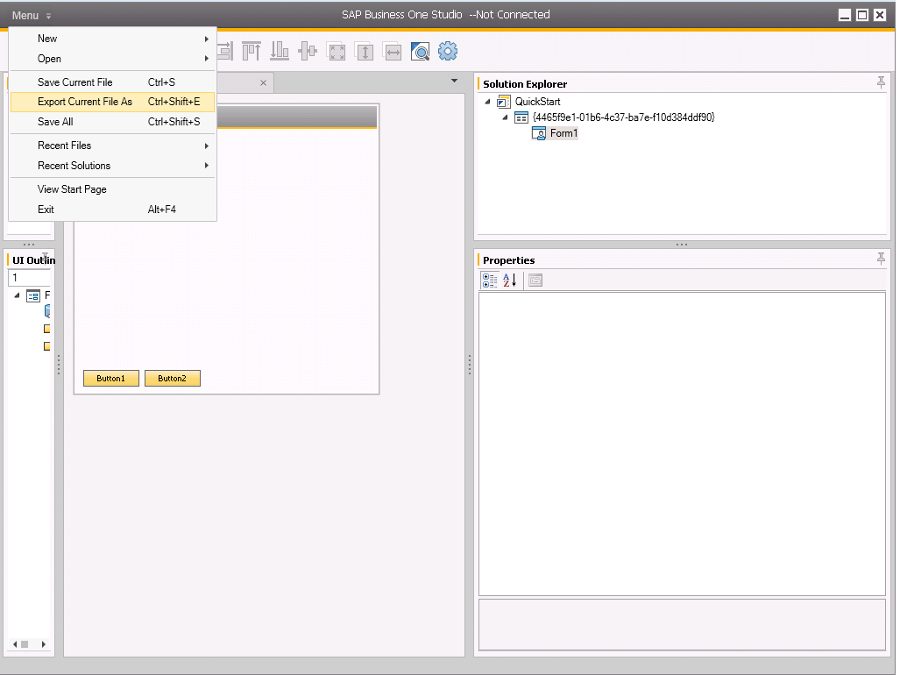 Menu
SAP Business One Studio --Not Connected
New
Open
Save Current File Ctrl+S
Export Current File As Ctrl+Shift+E
Save All Ctrl+Shift+S
Recent Files
Recent Solutions
View Start Page
Exit Alt+F4
Solution Explorer
QuickStart
{4465f9e1-01b6-4c37-ba7e-f10d384ddf90}
Form1
UI Outlin
1
F
Button1 Button2
Properties